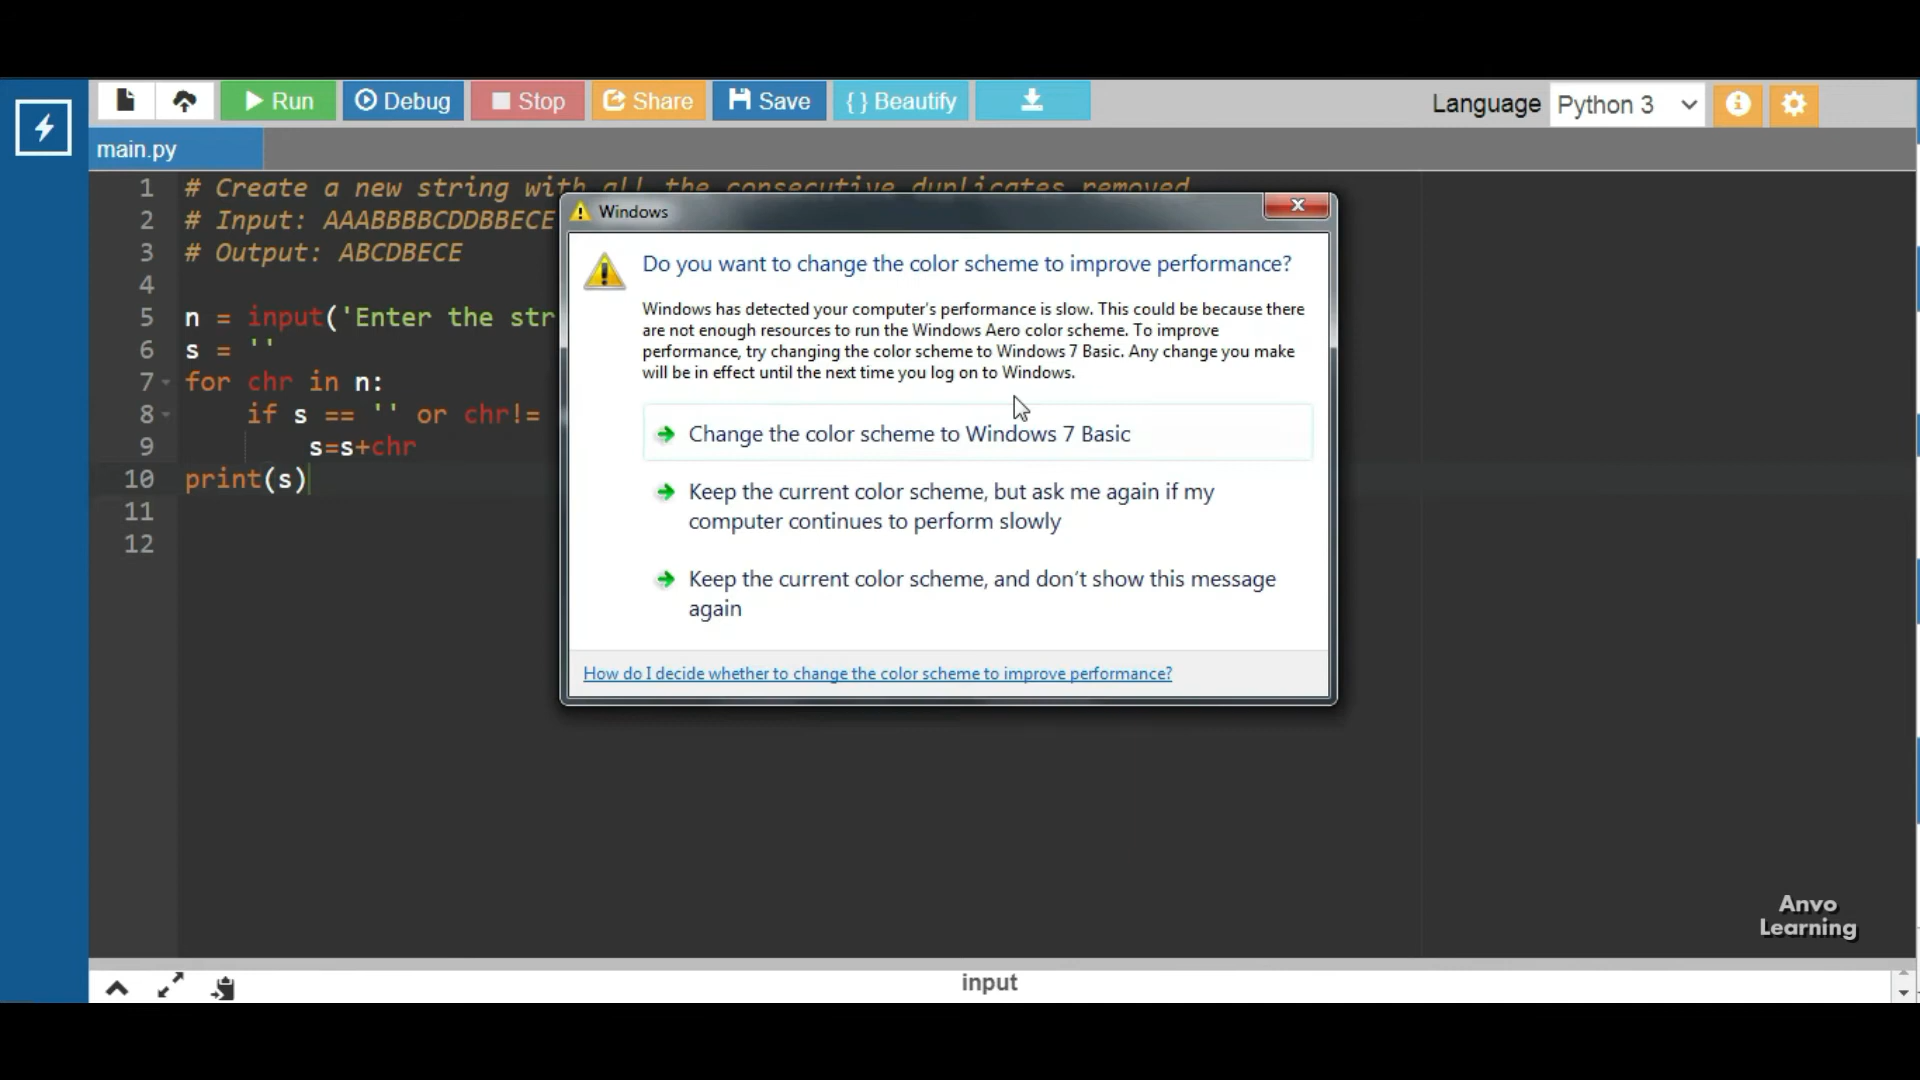 Run Debug Stop Share Save { } Beautify Language Python 3
main.py
1 # Create a new string with all the consecutive duplicates removed
2 # Input: AAABBBBCDDBBECE
3 # Output: ABCDBECE
4
5 n = input('Enter the str
6 s = ''
7 for chr in n:
8 if s == '' or chr!=
9 s=s+chr
10 print(s)
11
12
Windows
Do you want to change the color scheme to improve performance?
Windows has detected your computer's performance is slow. This could be because there
are not enough resources to run the Windows Aero color scheme. To improve
performance, try changing the color scheme to Windows 7 Basic. Any change you make
will be in effect until the next time you log on to Windows.
Change the color scheme to Windows 7 Basic
Keep the current color scheme, but ask me again if my
computer continues to perform slowly
Keep the current color scheme, and don't show this message
again
How do I decide whether to change the color scheme to improve performance?
Anvo
Learning
input